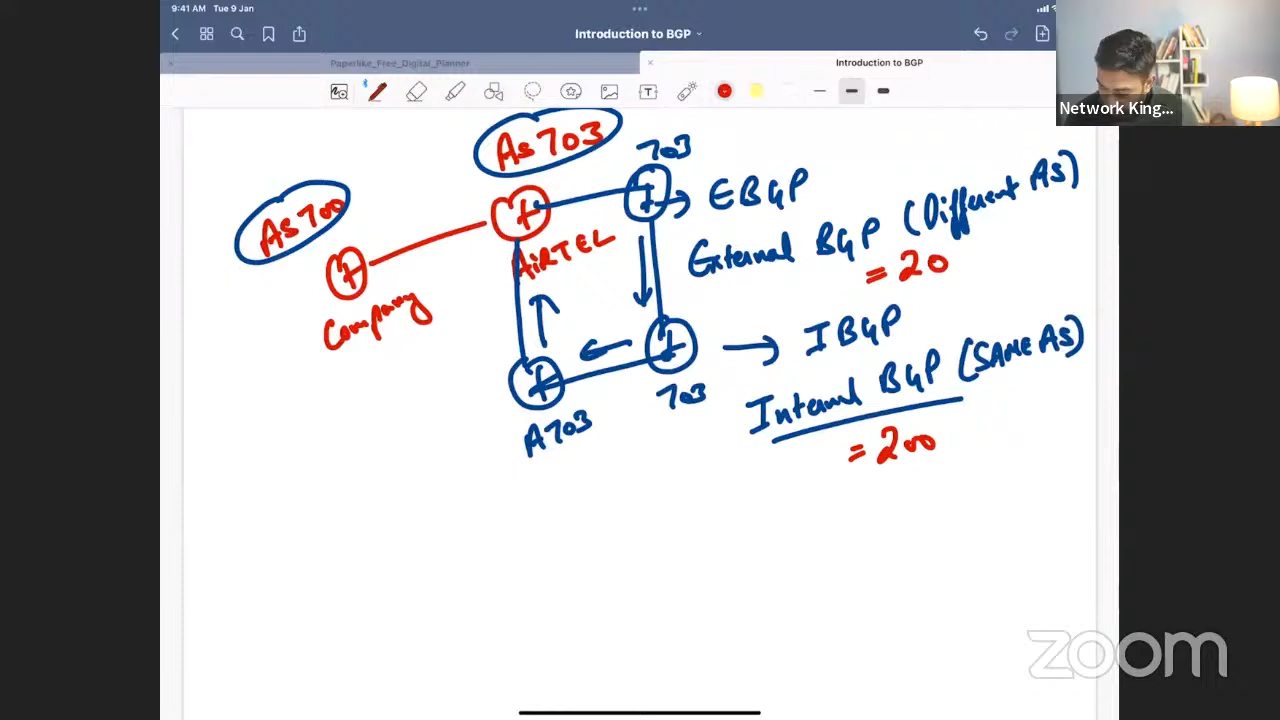 9:41 AM Tue 9 Jan
Introduction to BGP
Paperlike_Free_Digital_Planner
Introduction to BGP
Network King...
AS703
703
AS700
EBGP
External BGP (Different AS)
= 20
AIRTEL
Company
IBGP
Internal BGP (SAME AS)
= 200
703
A703
zoom